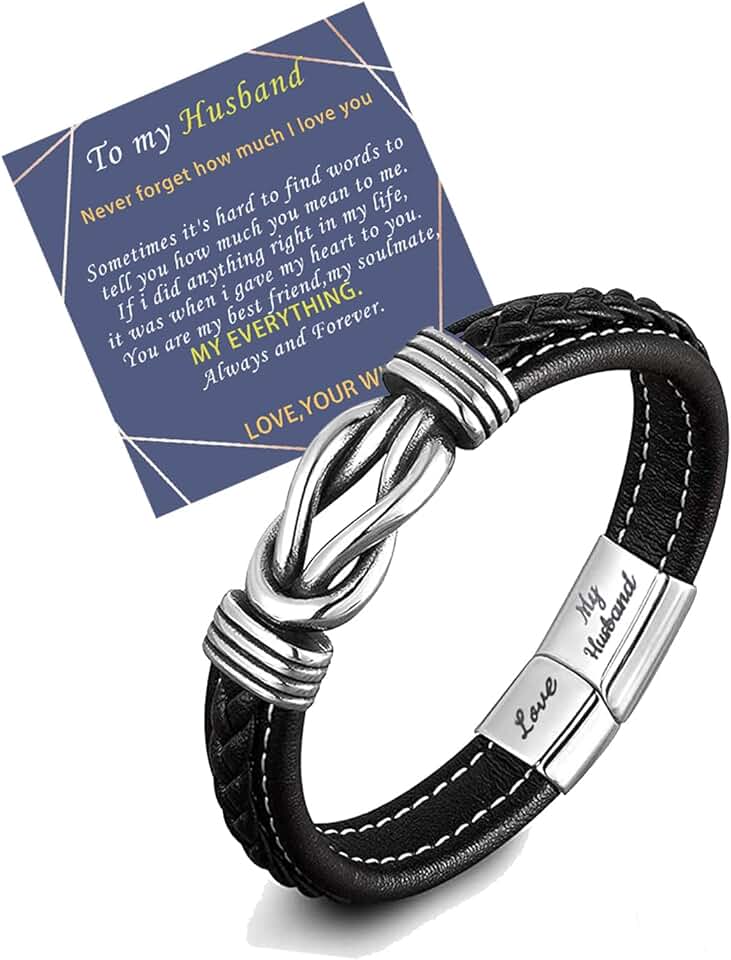 To my Husband
Never forget how much I love you
Sometimes it's hard to find words to
tell you how much you mean to me.
If i did anything right in my life,
it was when i gave my heart to you.
You are my best friend,my soulmate,
MY EVERYTHING.
Always and Forever.
LOVE,YOUR W
My
Husband
Love